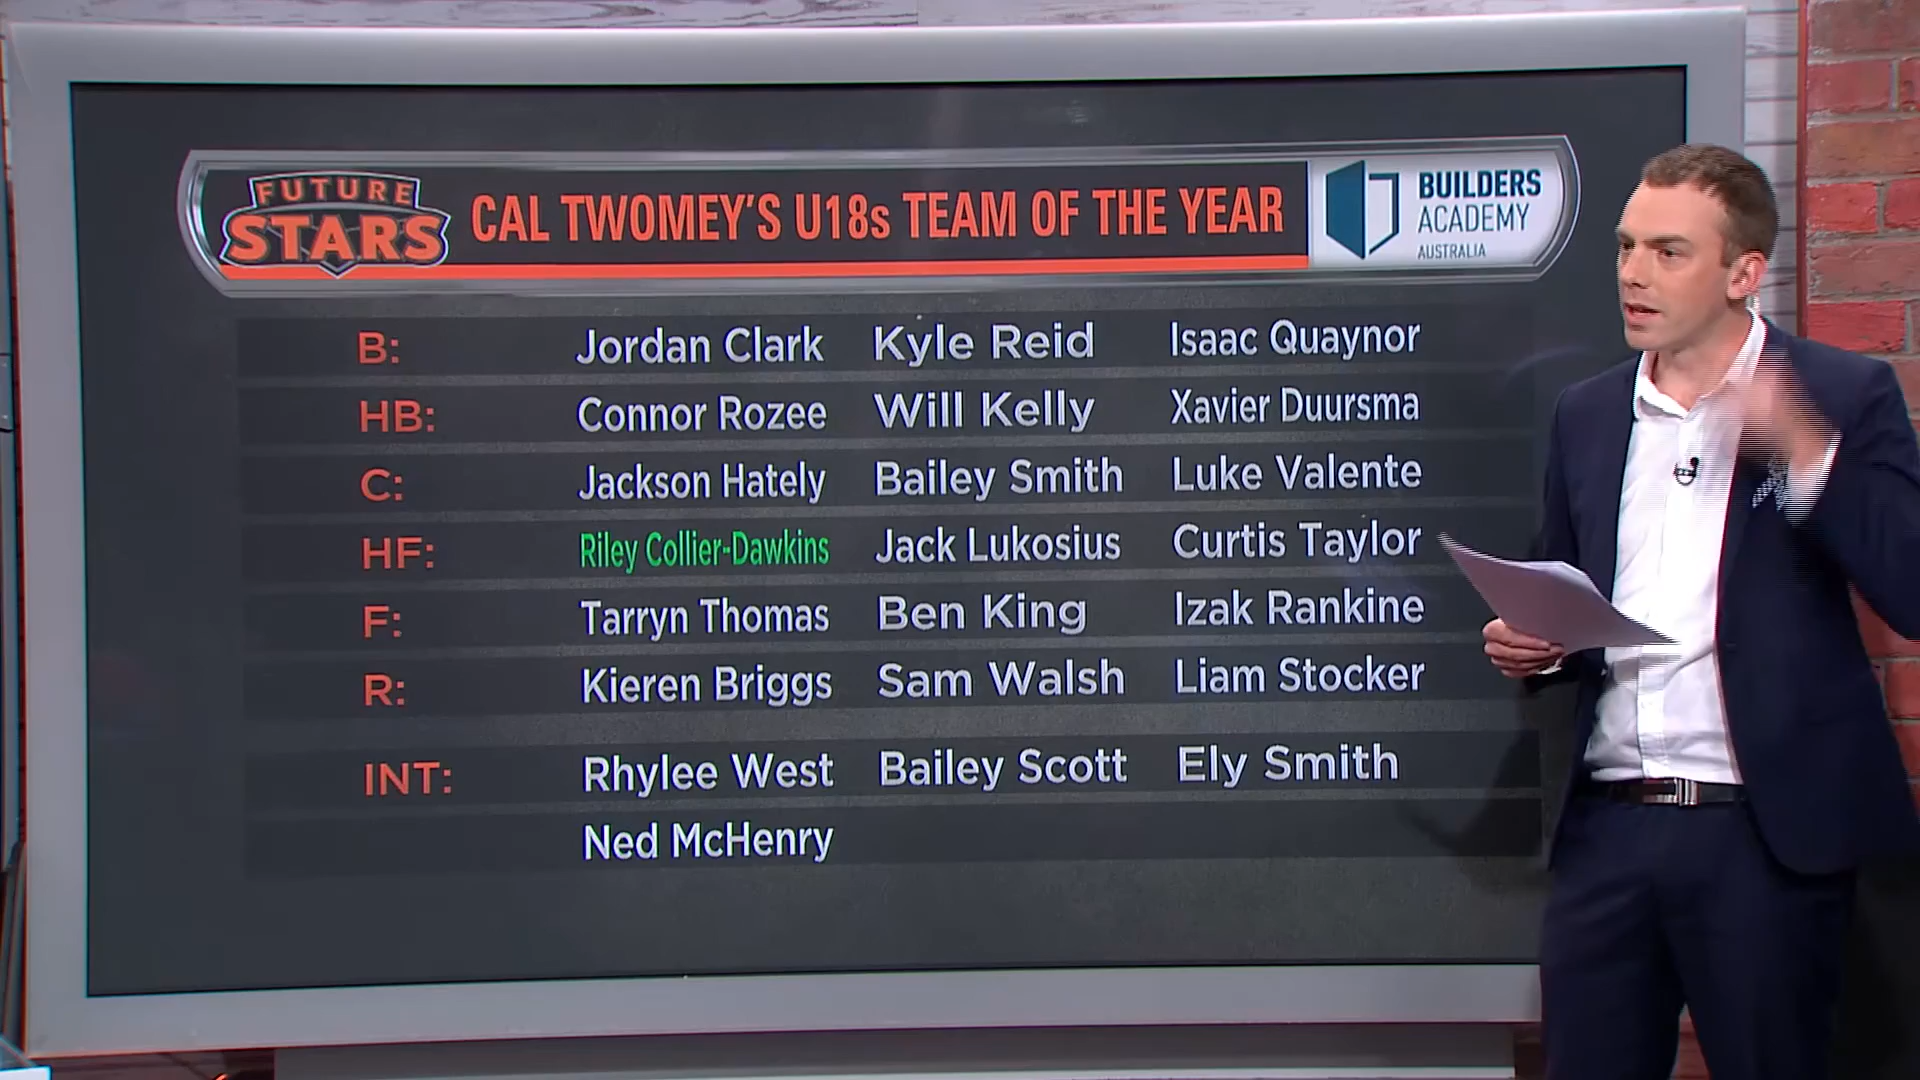 FUTURE
STARS
CAL TWOMEY'S U18s TEAM OF THE YEAR
BUILDERS
ACADEMY
AUSTRALIA
B: Jordan Clark Kyle Reid Isaac Quaynor
HB: Connor Rozee Will Kelly Xavier Duursma
C: Jackson Hately Bailey Smith Luke Valente
HF: Riley Collier-Dawkins Jack Lukosius Curtis Taylor
F: Tarryn Thomas Ben King Izak Rankine
R: Kieren Briggs Sam Walsh Liam Stocker
INT: Rhylee West Bailey Scott Ely Smith
Ned McHenry